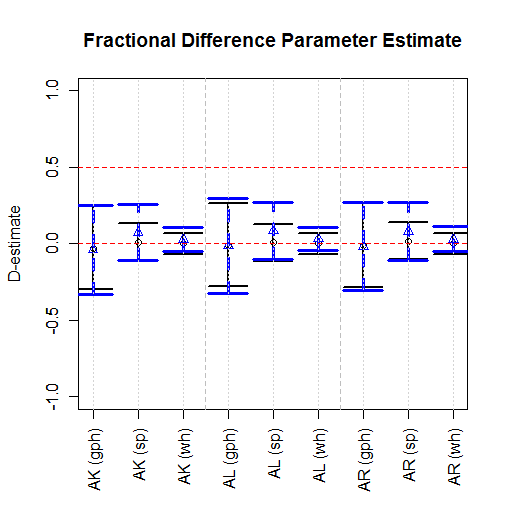 Fractional Difference Parameter Estimate
D-estimate
1.0
0.5
0.0
-0.5
-1.0
AK (gph)
AK (sp)
AK (wh)
AL (gph)
AL (sp)
AL (wh)
AR (gph)
AR (sp)
AR (wh)